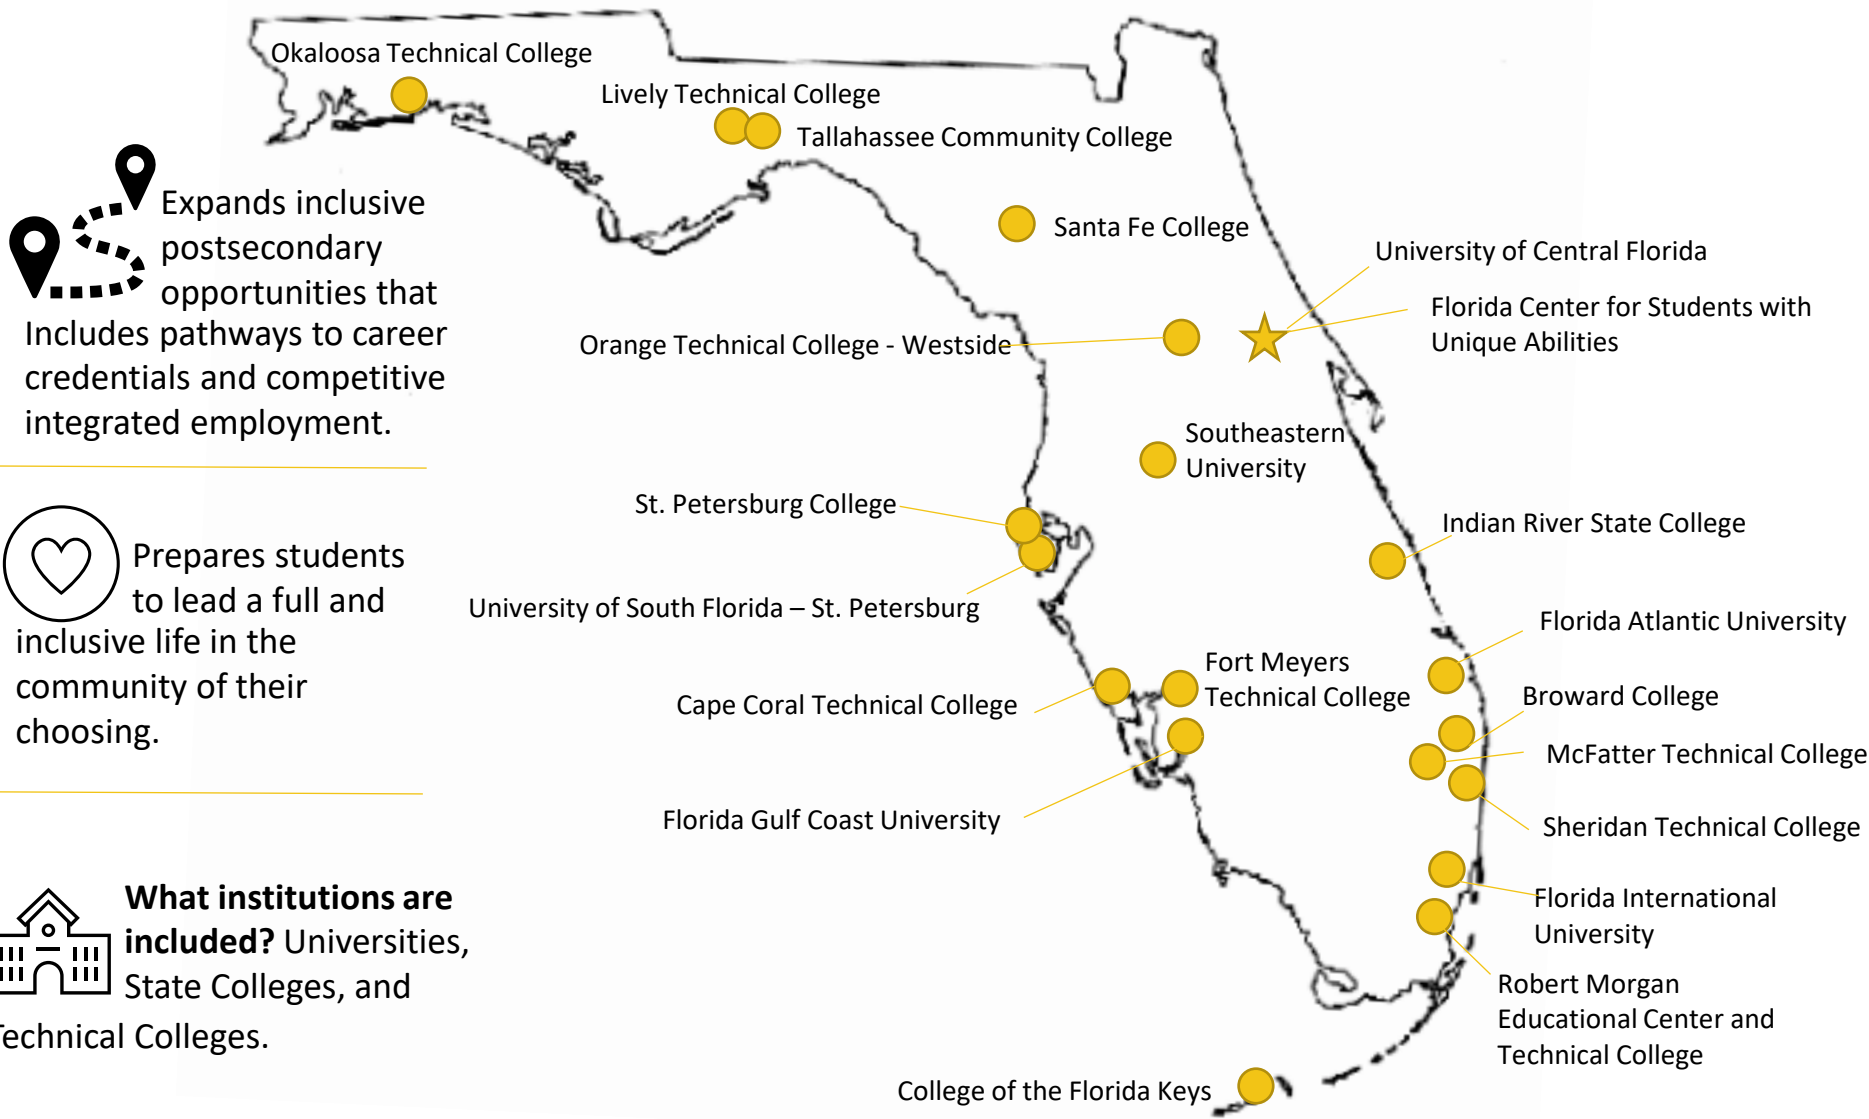 Okaloosa Technical College
Lively Technical College
Tallahassee Community College
Santa Fe College
University of Central Florida
Florida Center for Students with
Unique Abilities
Orange Technical College - Westside
Southeastern
University
St. Petersburg College
Indian River State College
University of South Florida – St. Petersburg
Florida Atlantic University
Fort Meyers
Technical College
Cape Coral Technical College
Broward College
McFatter Technical College
Florida Gulf Coast University
Sheridan Technical College
Florida International
University
Robert Morgan
Educational Center and
Technical College
College of the Florida Keys
Expands inclusive
postsecondary
opportunities that
Includes pathways to career
credentials and competitive
integrated employment.
Prepares students
to lead a full and
inclusive life in the
community of their
choosing.
What institutions are
included? Universities,
State Colleges, and
Technical Colleges.